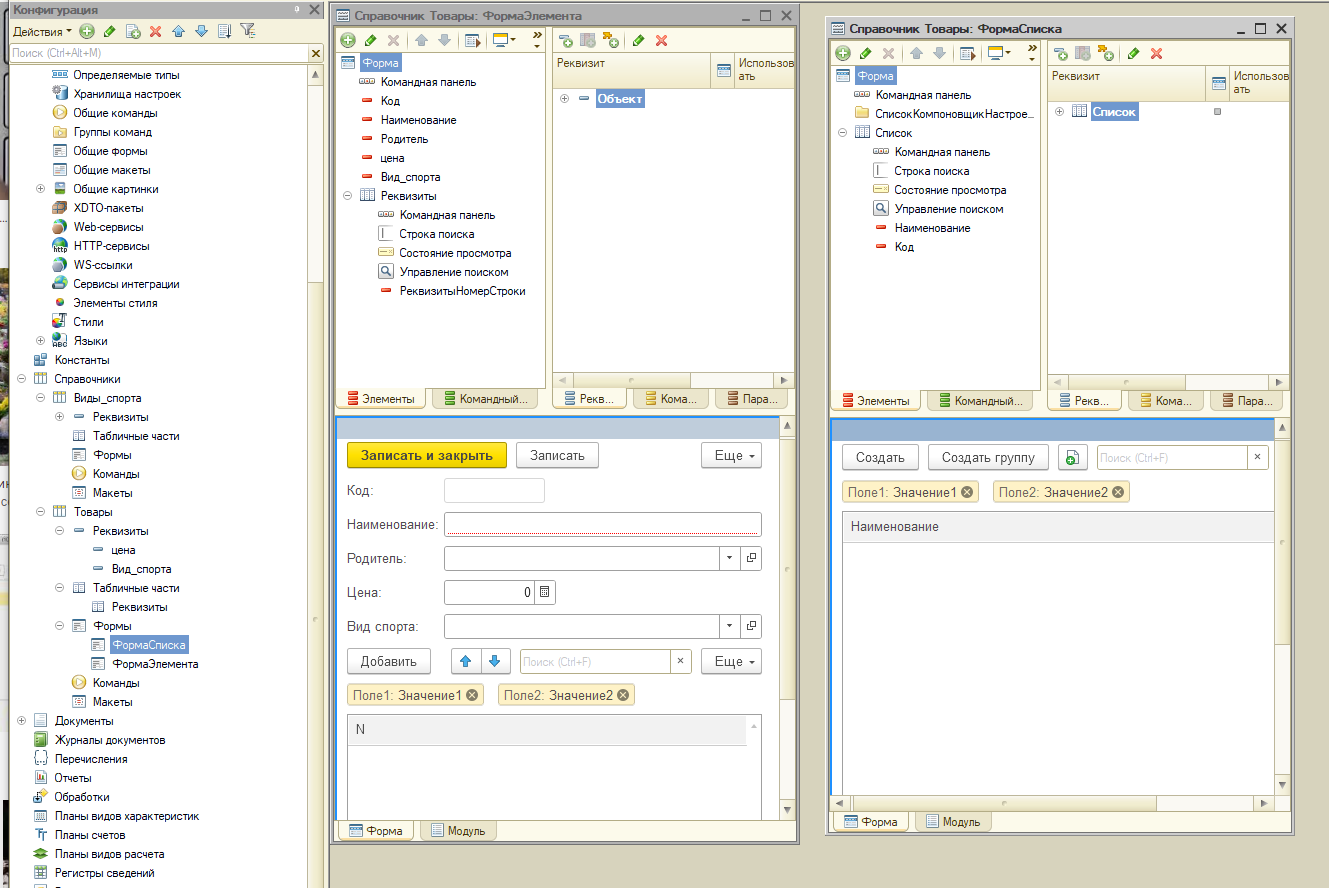 Конфигурация
Действия
Поиск (Ctrl+Alt+M)
Определяемые типы
Хранилища настроек
Общие команды
Группы команд
Общие формы
Общие макеты
Общие картинки
XDTO-пакеты
Web-сервисы
HTTP-сервисы
WS-ссылки
Сервисы интеграции
Элементы стиля
Стили
Языки
Константы
Справочники
Виды_спорта
Реквизиты
Табличные части
Формы
Команды
Макеты
Товары
Реквизиты
цена
Вид_спорта
Табличные части
Реквизиты
Формы
ФормаСписка
ФормаЭлемента
Команды
Макеты
Документы
Журналы документов
Перечисления
Отчеты
Обработки
Планы видов характеристик
Планы счетов
Планы видов расчета
Регистры сведений
Справочник Товары: ФормаЭлемента
Форма
Командная панель
Код
Наименование
Родитель
цена
Вид_спорта
Реквизиты
Командная панель
Строка поиска
Состояние просмотра
Управление поиском
РеквизитыНомерСтроки
Элементы
Командный...
Реквизит
Использов
ать
Объект
Рекв...
Кома...
Пара...
Записать и закрыть
Записать
Еще
Код:
Наименование:
Родитель:
Цена:
0
Вид спорта:
Добавить
Поиск (Ctrl+F)
×
Еще
Поле1: Значение1
Поле2: Значение2
N
Форма
Модуль
Справочник Товары: ФормаСписка
Форма
Командная панель
СписокКомпоновщикНастрое...
Список
Командная панель
Строка поиска
Состояние просмотра
Управление поиском
Наименование
Код
Элементы
Командный...
Реквизит
Использов
ать
Список
Рекв...
Кома...
Пара...
Создать
Создать группу
Поиск (Ctrl+F)
×
Поле1: Значение1
Поле2: Значение2
Наименование
Форма
Модуль